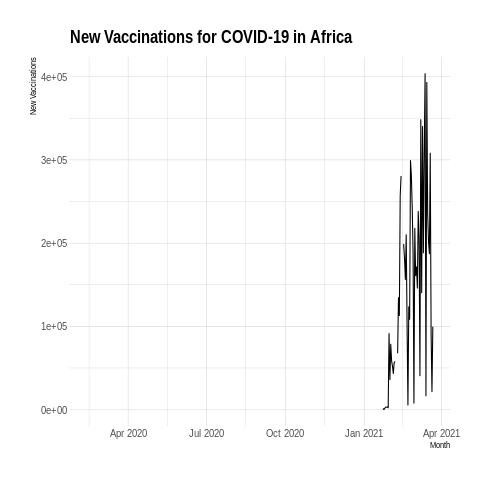 New Vaccinations for COVID-19 in Africa
New Vaccinations
4e+05
3e+05
2e+05
1e+05
0e+00
Apr 2020 Jul 2020 Oct 2020 Jan 2021 Apr 2021
Month